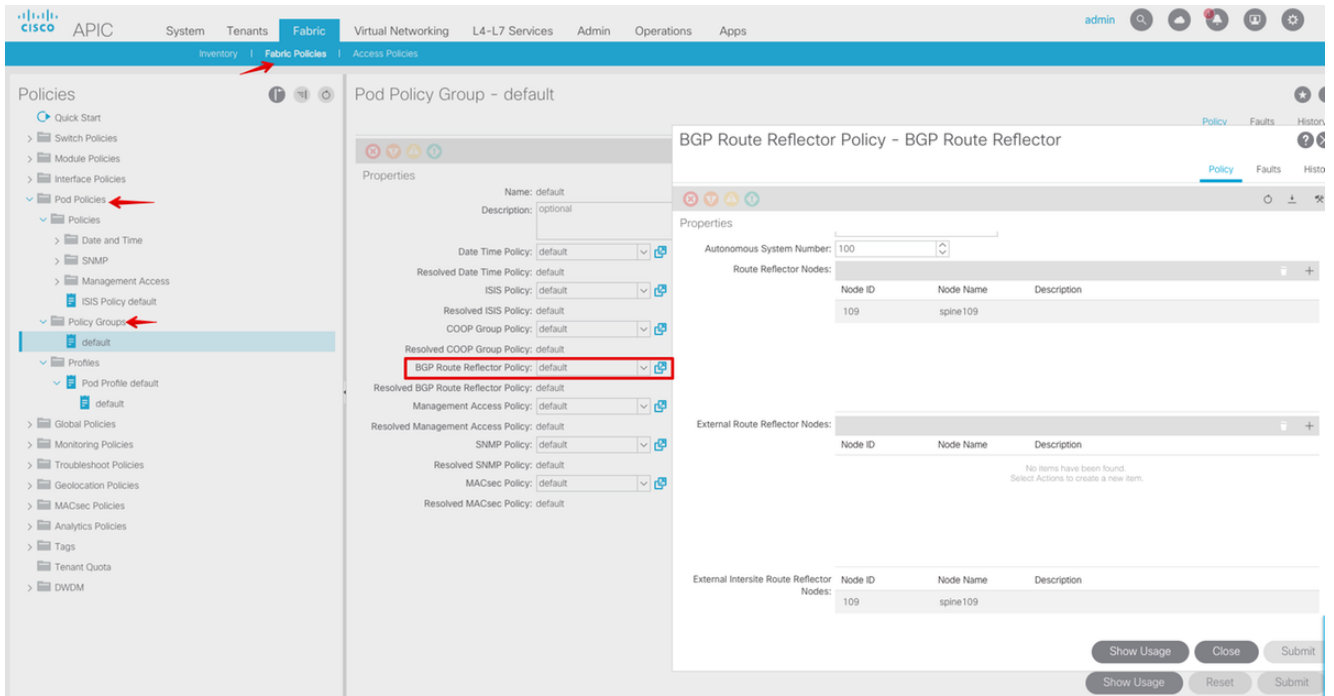 CISCO APIC
admin
System Tenants Fabric Virtual Networking L4-L7 Services Admin Operations Apps
Inventory | Fabric Policies | Access Policies
Policies
Quick Start
Switch Policies
Module Policies
Interface Policies
Pod Policies
Policies
Date and Time
SNMP
Management Access
ISIS Policy default
Policy Groups
default
Profiles
Pod Profile default
default
Global Policies
Monitoring Policies
Troubleshoot Policies
Geolocation Policies
MACsec Policies
Analytics Policies
Tags
Tenant Quota
DWDM
Pod Policy Group - default
Policy Faults History
Properties
Name: default
Description: optional
Date Time Policy: default
Resolved Date Time Policy: default
ISIS Policy: default
Resolved ISIS Policy: default
COOP Group Policy: default
Resolved COOP Group Policy: default
BGP Route Reflector Policy: default
Resolved BGP Route Reflector Policy: default
Management Access Policy: default
Resolved Management Access Policy: default
SNMP Policy: default
Resolved SNMP Policy: default
MACsec Policy: default
Resolved MACsec Policy: default
BGP Route Reflector Policy - BGP Route Reflector
Policy Faults Histo
Properties
Autonomous System Number: 100
Route Reflector Nodes:
Node ID Node Name Description
109 spine109
External Route Reflector Nodes:
Node ID Node Name Description
No items have been found.
Select Actions to create a new item.
External Intersite Route Reflector Nodes:
Node ID Node Name Description
109 spine109
Show Usage Close Submit
Show Usage Reset Submit